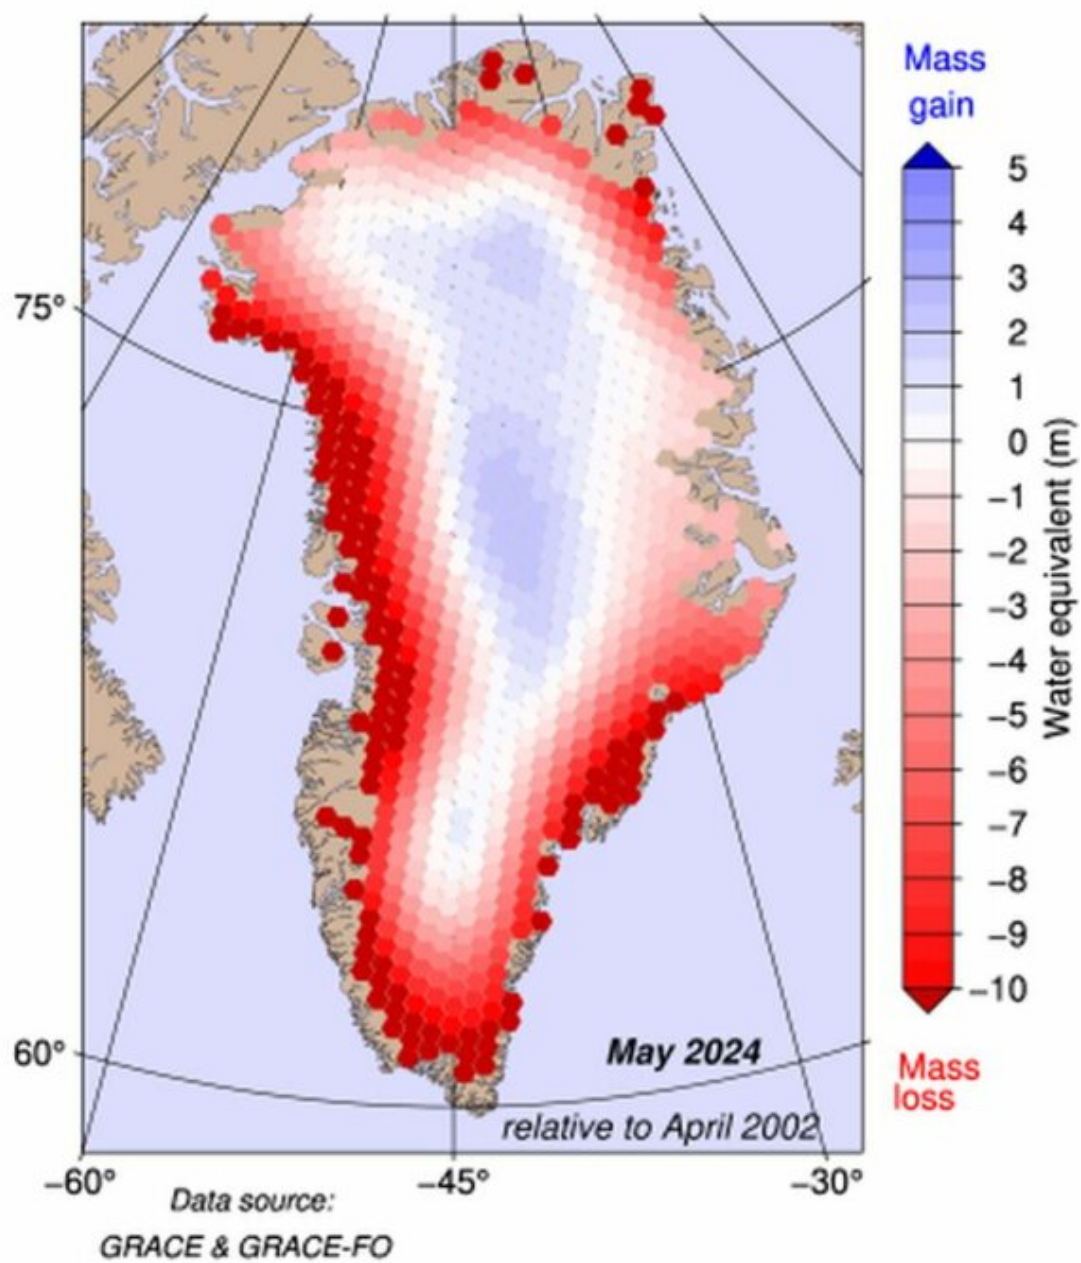 Mass
gain
5
4
3
2
1
0
−1
−2
−3
−4
−5
−6
−7
−8
−9
−10
Water equivalent (m)
Mass
loss
75°
60°
May 2024
relative to April 2002
−60°
−45°
−30°
Data source:
GRACE & GRACE-FO